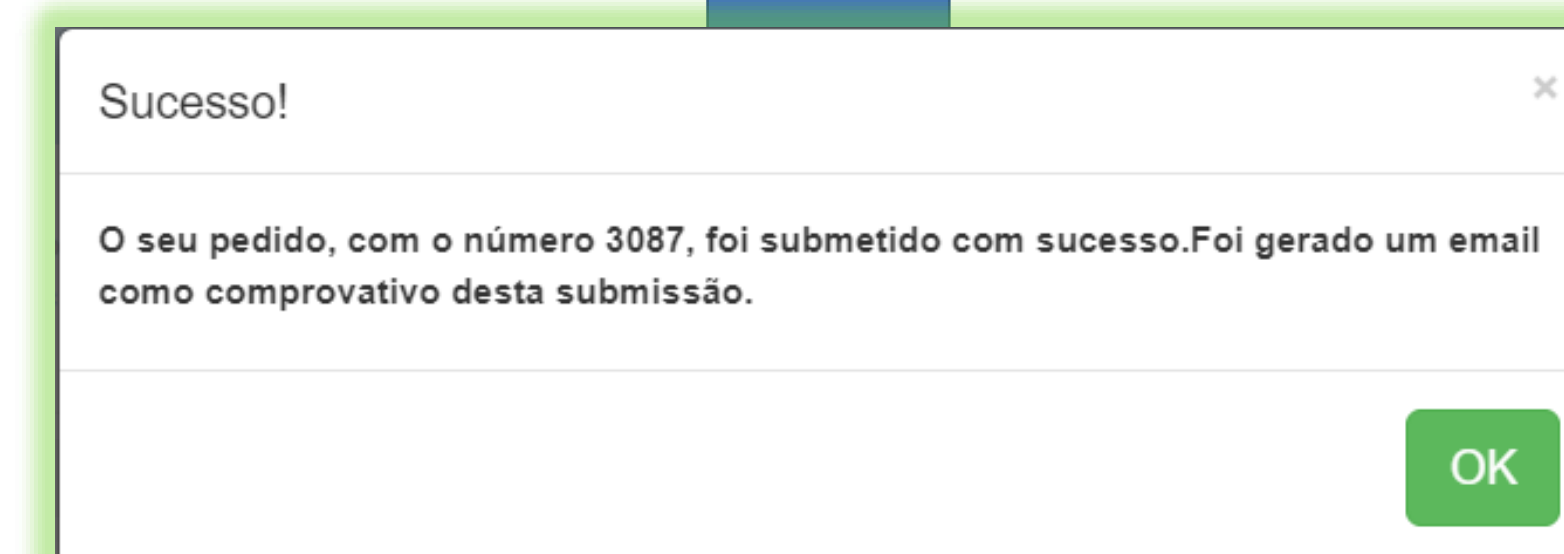 Sucesso!
×
O seu pedido, com o número 3087, foi submetido com sucesso.Foi gerado um email
como comprovativo desta submissão.
OK